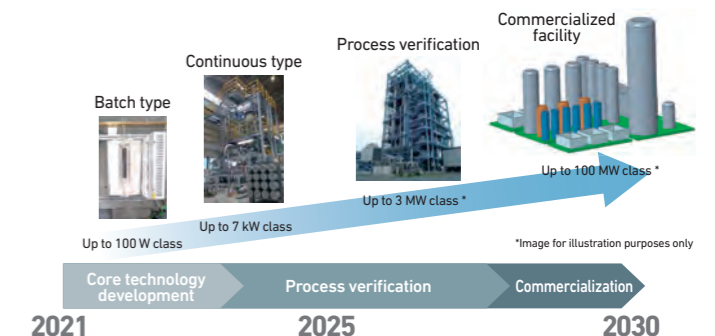 Commercialized
facility
Process verification
Continuous type
Batch type
Up to 100 MW class *
Up to 3 MW class *
Up to 7 kW class
Up to 100 W class
*Image for illustration purposes only
Core technology
development
Process verification
Commercialization
2021
2025
2030